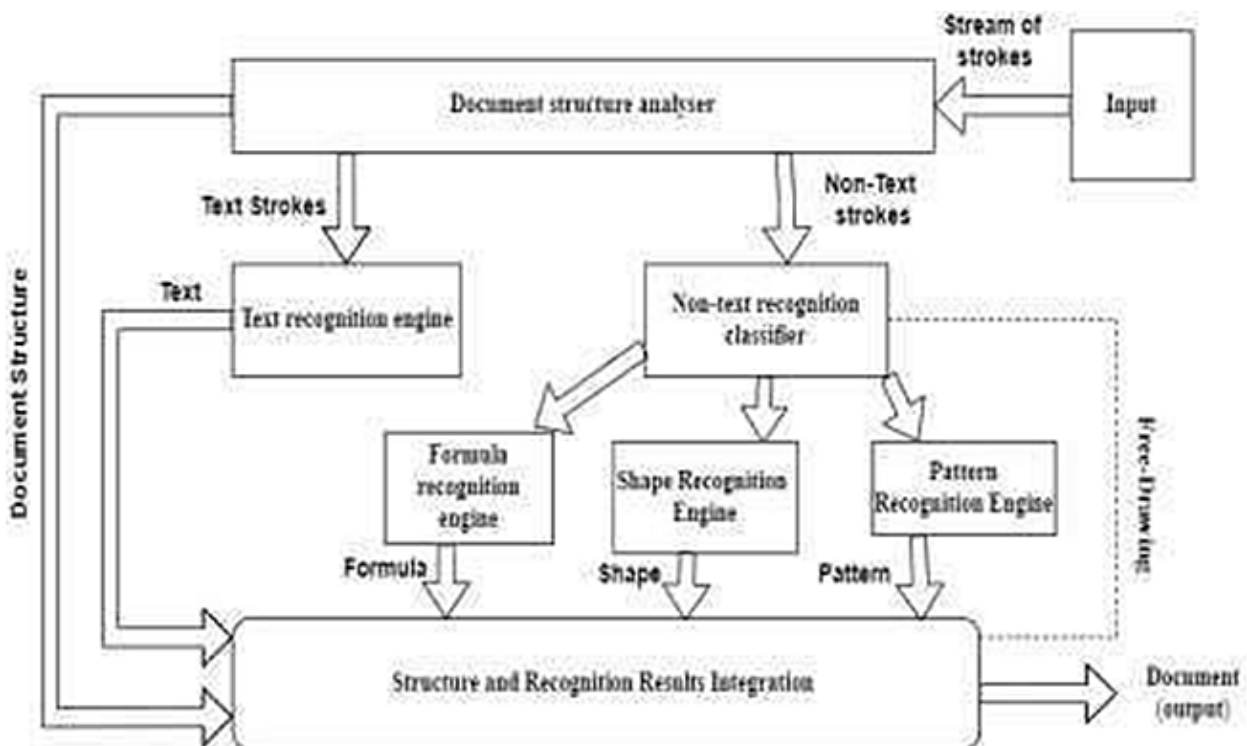 Stream of
strokes
Document structure analyser
Input
Text Strokes
Non-Text
strokes
Document Structure
Text
Text recognition engine
Non-text recognition
classifier
Free-Drawing
Formula
recognition
engine
Shape Recognition
Engine
Pattern
Recognition Engine
Formula
Shape
Pattern
Structure and Recognition Results Integration
Document
(output)